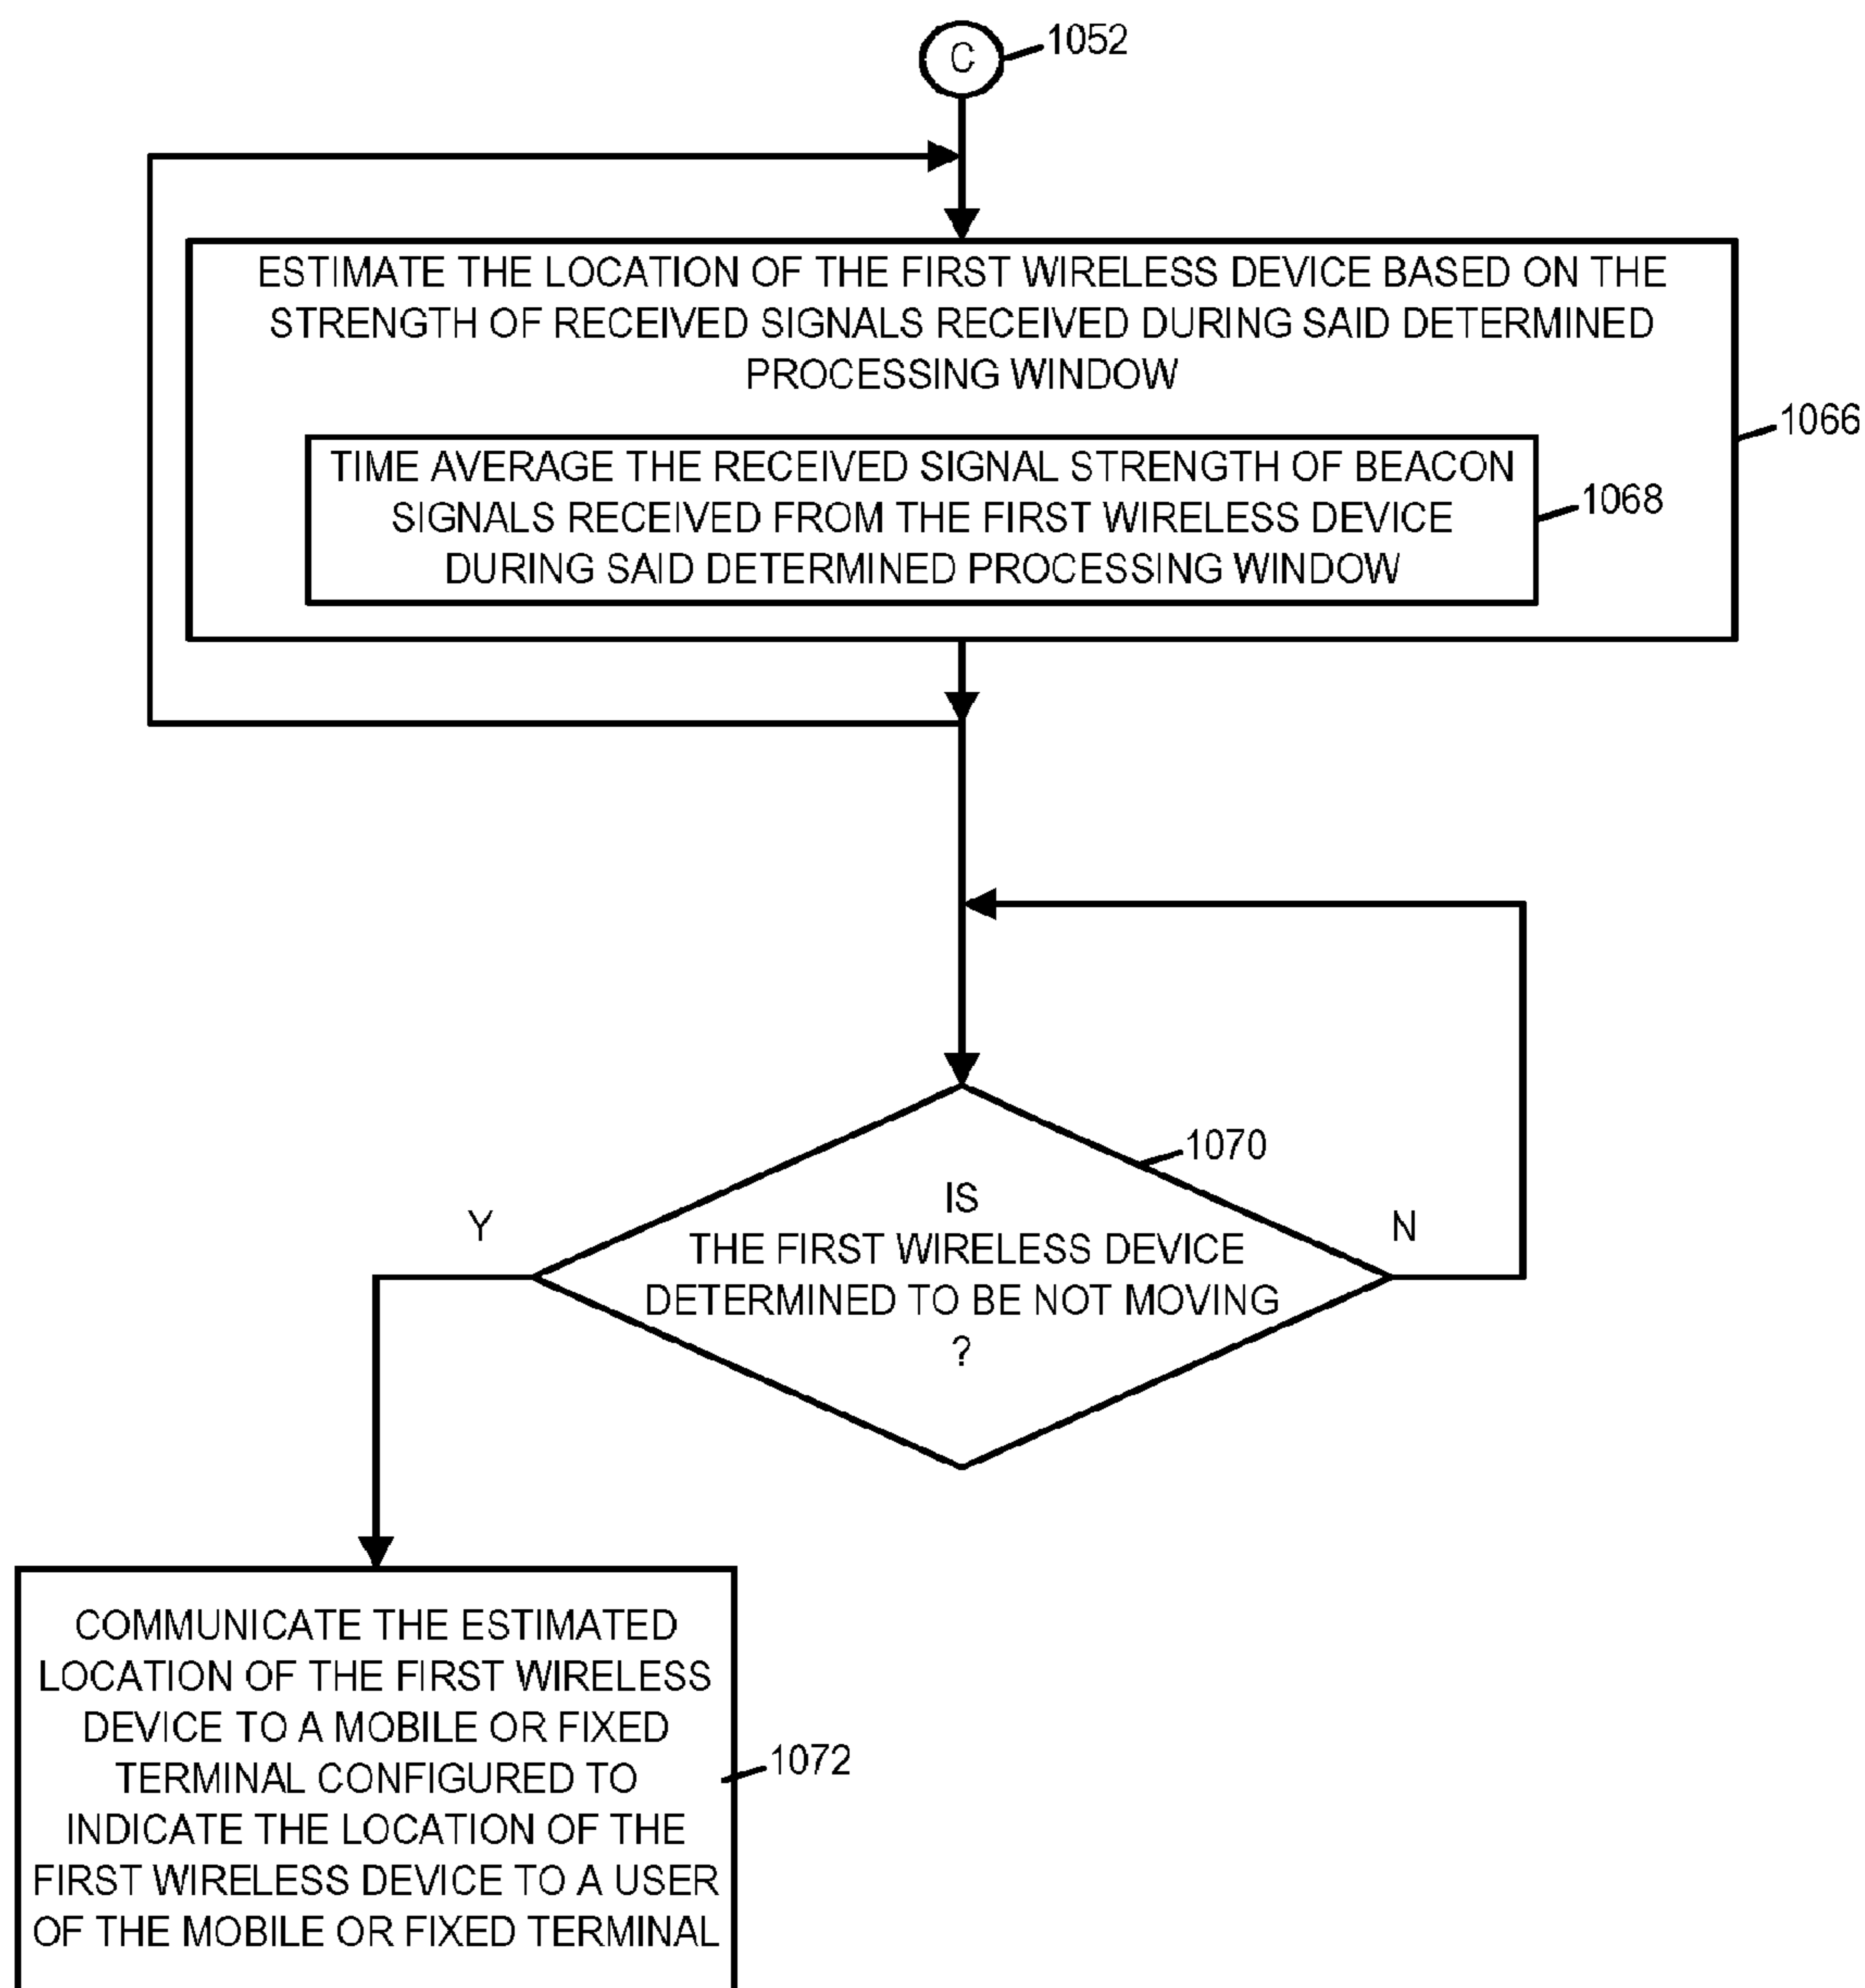 C
1052
ESTIMATE THE LOCATION OF THE FIRST WIRELESS DEVICE BASED ON THE
STRENGTH OF RECEIVED SIGNALS RECEIVED DURING SAID DETERMINED
PROCESSING WINDOW
1066
TIME AVERAGE THE RECEIVED SIGNAL STRENGTH OF BEACON
SIGNALS RECEIVED FROM THE FIRST WIRELESS DEVICE
DURING SAID DETERMINED PROCESSING WINDOW
1068
1070
IS
THE FIRST WIRELESS DEVICE
DETERMINED TO BE NOT MOVING
?
Y
N
COMMUNICATE THE ESTIMATED
LOCATION OF THE FIRST WIRELESS
DEVICE TO A MOBILE OR FIXED
TERMINAL CONFIGURED TO
INDICATE THE LOCATION OF THE
FIRST WIRELESS DEVICE TO A USER
OF THE MOBILE OR FIXED TERMINAL
1072